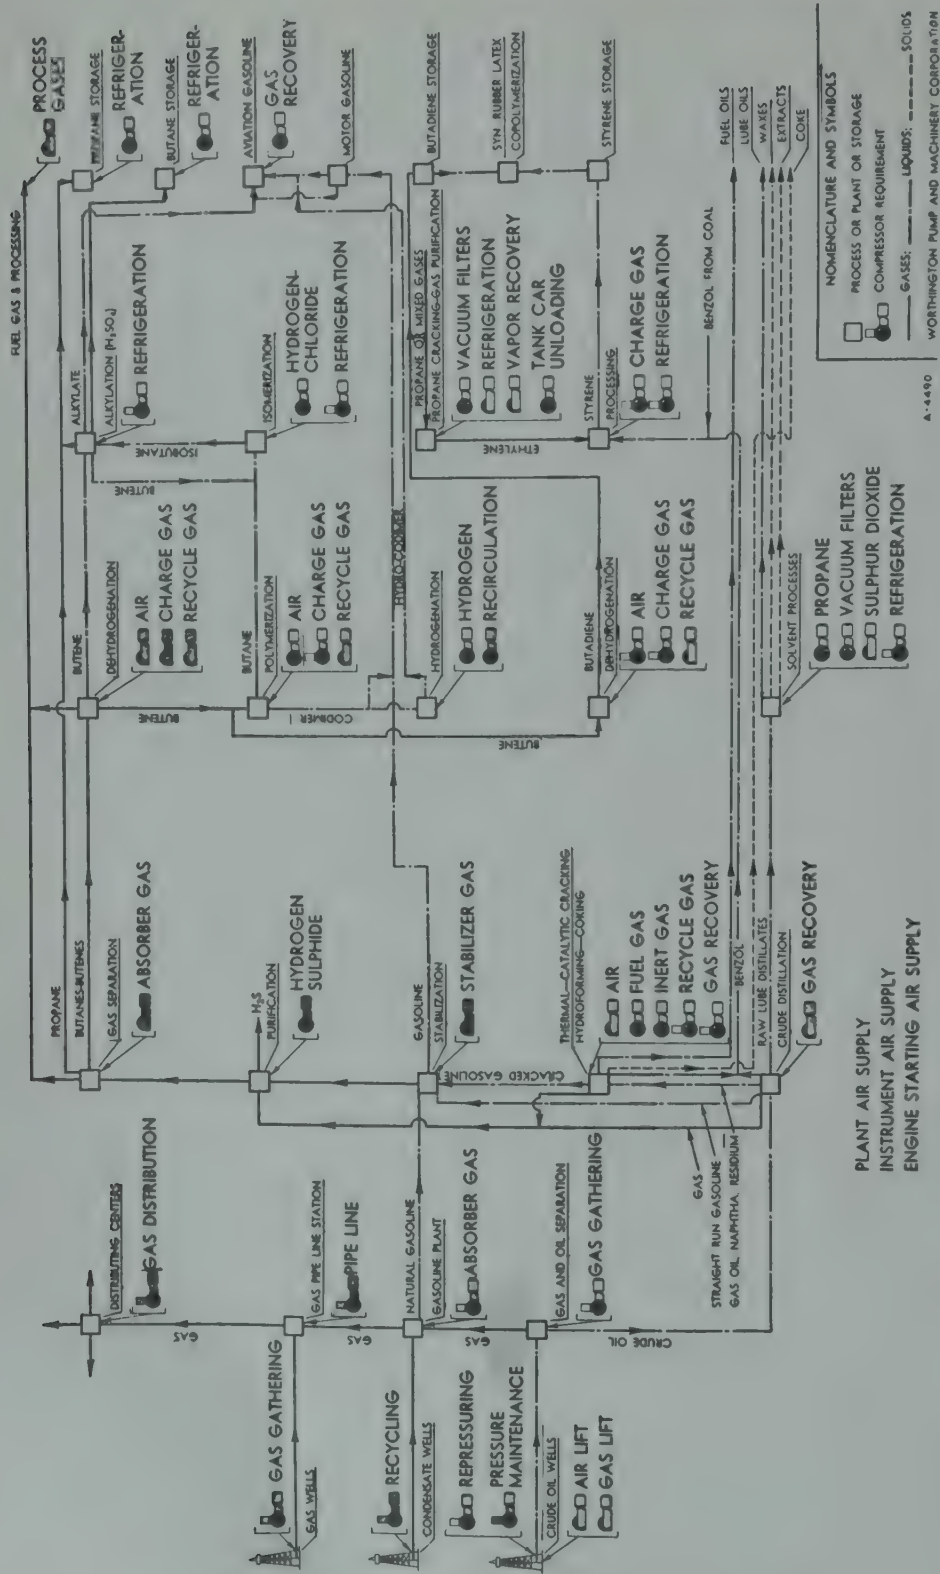 FUEL GAS & PROCESSING
PROCESS
GASES
PROPANE
STORAGE
REFRIGER-
ATION
BUTANE STORAGE
REFRIGER-
ATION
AVIATION GASOLINE
GAS
RECOVERY
MOTOR GASOLINE
BUTADIENE STORAGE
SYN RUBBER LATEX
COPOLYMERIZATION
STYRENE STORAGE
FUEL OILS
LUBE OILS
WAXES
EXTRACTS
COKE
ALKYLATE
ALKYLATION (H₂SO₄)
REFRIGERATION
ISOBUTANE
BUTENE
ISOMERIZATION
HYDROGEN-
CHLORIDE
REFRIGERATION
PROPANE OR MIXED GASES
PROPANE CRACKING-GAS PURIFICATION
VACUUM FILTERS
REFRIGERATION
VAPOR RECOVERY
TANK CAR
UNLOADING
ETHYLENE
STYRENE
PROCESSING
CHARGE GAS
REFRIGERATION
BENZOL FROM COAL
BUTENE
DEHYDROGENATION
AIR
CHARGE GAS
RECYCLE GAS
BUTENE
BUTANE
POLYMERIZATION
AIR
CHARGE GAS
RECYCLE GAS
CODIMER
HYDRO CODIMER
HYDROGENATION
HYDROGEN
RECIRCULATION
BUTENE
BUTADIENE
DEHYDROGENATION
AIR
CHARGE GAS
RECYCLE GAS
SOLVENT PROCESSES
PROPANE
VACUUM FILTERS
SULPHUR DIOXIDE
REFRIGERATION
PROPANE
BUTANES-BUTENES
GAS SEPARATION
ABSORBER GAS
H₂S
PURIFICATION
HYDROGEN
SULPHIDE
GASOLINE
STABILIZATION
STABILIZER GAS
CRACKED GASOLINE
THERMAL—CATALYTIC CRACKING
HYDROFORMING—COKING
AIR
FUEL GAS
INERT GAS
RECYCLE GAS
GAS RECOVERY
BENZOL
RAW LUBE DISTILLATES
CRUDE DISTILLATION
GAS RECOVERY
GAS
STRAIGHT RUN GASOLINE
GAS OIL NAPHTHA RESIDIUM
DISTRIBUTING CENTERS
GAS DISTRIBUTION
GAS
GAS PIPE LINE STATION
PIPE LINE
GAS
NATURAL GASOLINE
GASOLINE PLANT
ABSORBER GAS
GAS
GAS AND OIL SEPARATION
GAS GATHERING
CRUDE OIL
GAS GATHERING
GAS WELLS
RECYCLING
CONDENSATE WELLS
REPRESSURING
PRESSURE
MAINTENANCE
CRUDE OIL WELLS
AIR LIFT
GAS LIFT
PLANT AIR SUPPLY
INSTRUMENT AIR SUPPLY
ENGINE STARTING AIR SUPPLY
NOMENCLATURE AND SYMBOLS
PROCESS OR PLANT OR STORAGE
COMPRESSOR REQUIREMENT
GASES: LIQUIDS: SOLIDS
A-4490 WORTHINGTON PUMP AND MACHINERY CORPORATION